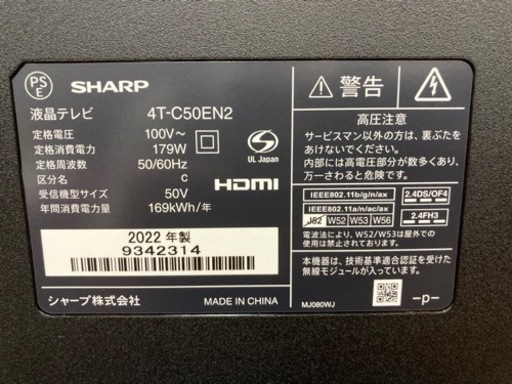 PS
E
SHARP
液晶テレビ 4T-C50EN2
定格電圧 100V～
定格消費電力 179W
定格周波数 50/60Hz
区分名 C
受信機型サイズ 50V
年間消費電力量 169kWh/年
S
UL Japan
HDMI
2022 年製
9342314
シャープ株式会社 MADE IN CHINA
警告
高圧注意
サービスマン以外の方は、裏ぶたを
あけないでください。
内部には高電圧部分が数多くあり、
万一さわると危険です。
IEEE802.11b/g/n/ax
IEEE802.11a/n/ac/ax
J52 W52 W53 W56
2.4DS/OF4
2.4FH3
電波法により、W52/W53は屋外での
使用は禁じられています。
本機器は、技術基準適合認証を受けた
無線モジュールが入っています。
MJ080WJ
-p-